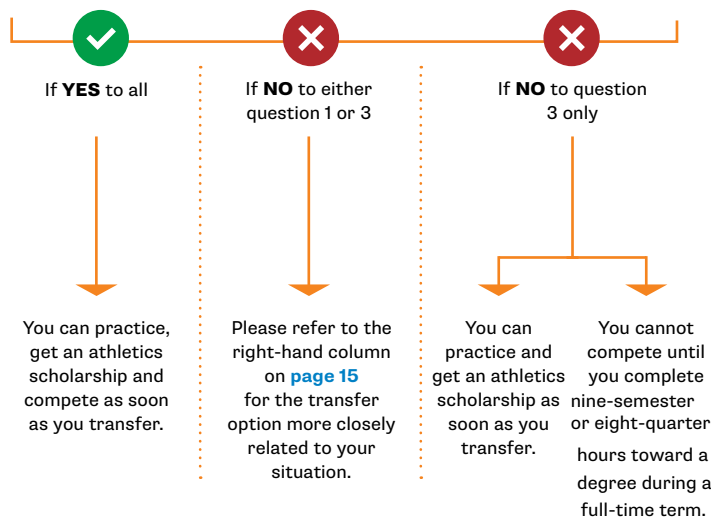 If YES to all
If NO to either
question 1 or 3
If NO to question
3 only
You can practice,
get an athletics
scholarship and
compete as soon
as you transfer.
Please refer to the
right-hand column
on page 15
for the transfer
option more closely
related to your
situation.
You can
practice and
get an athletics
scholarship as
soon as you
transfer.
You cannot
compete until
you complete
nine-semester
or eight-quarter
hours toward a
degree during a
full-time term.